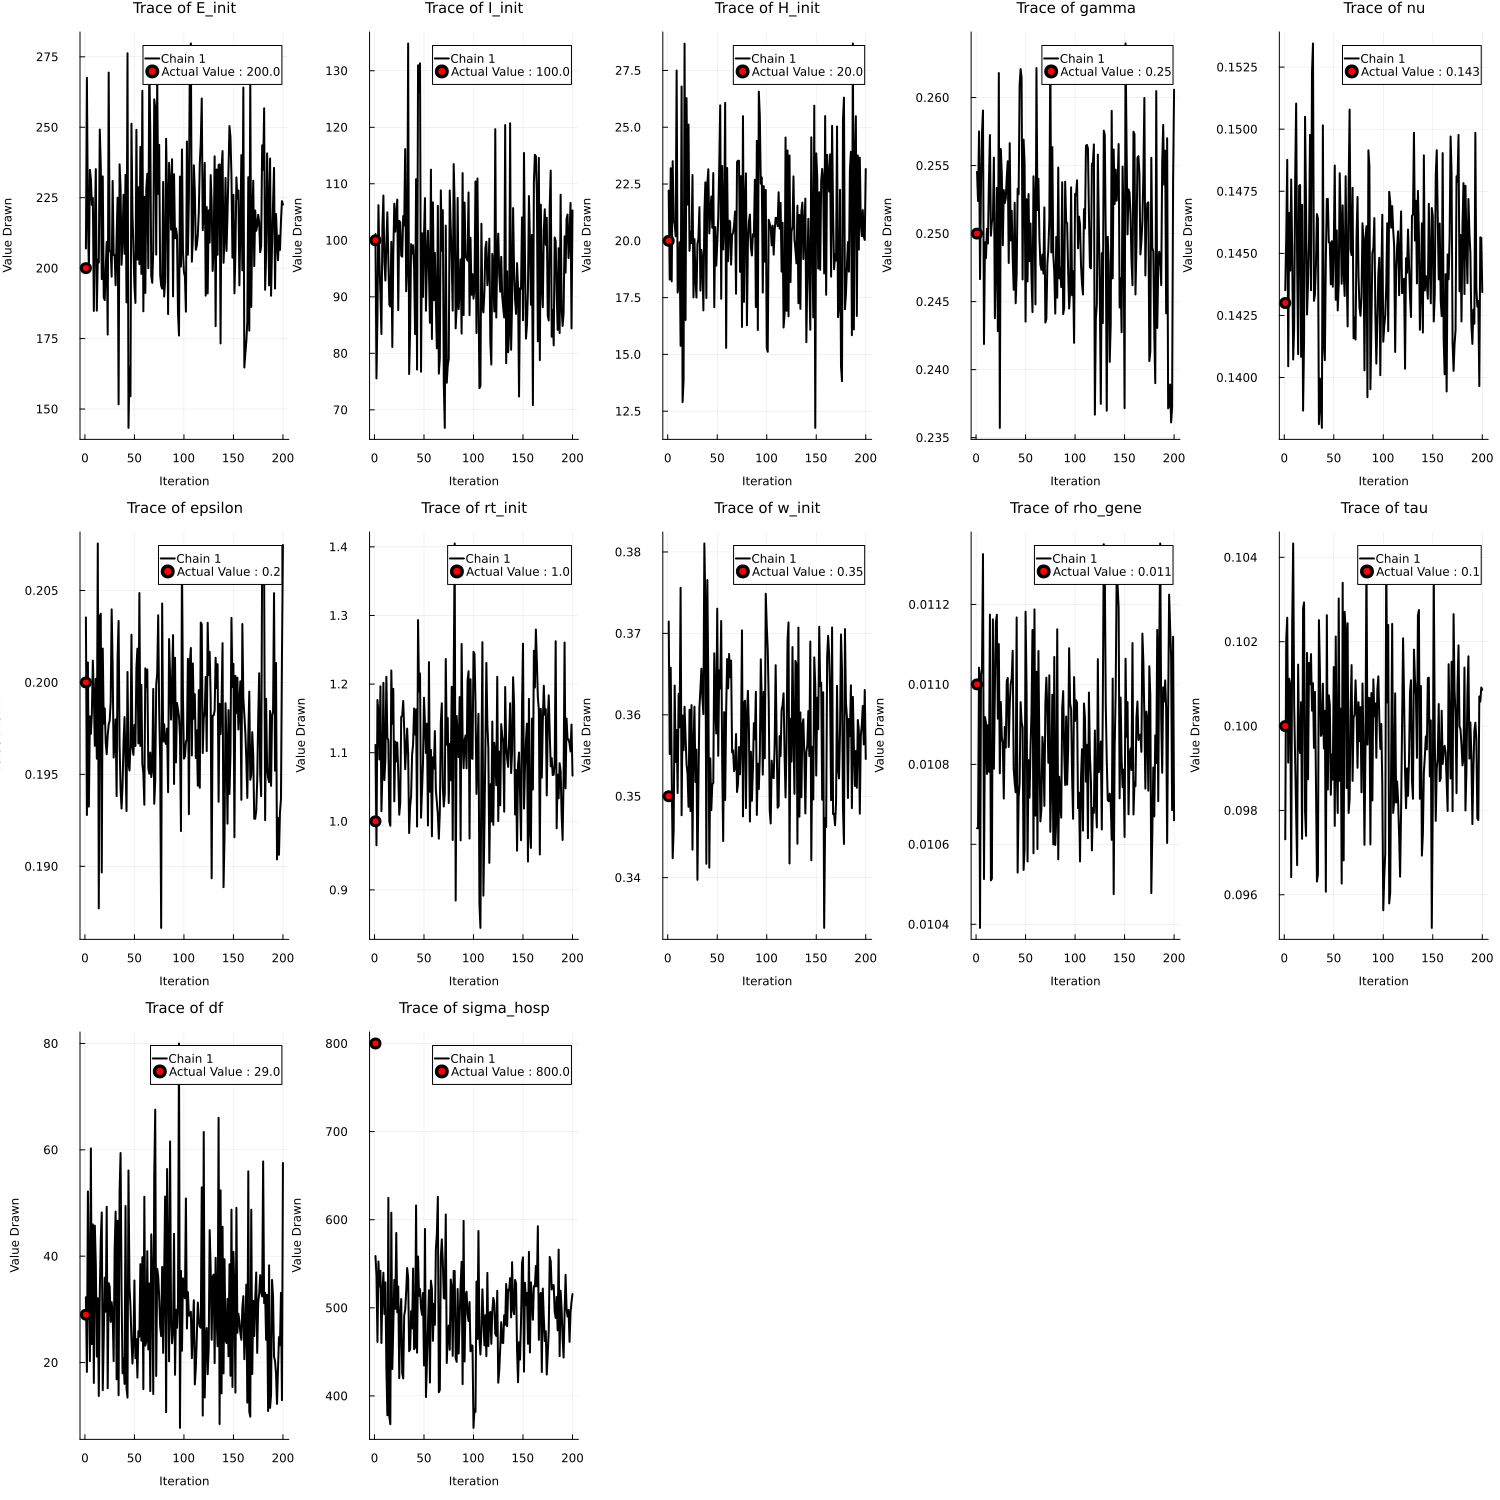 Trace of E_init
Chain 1
Actual Value : 200.0
Value Drawn
275
250
225
200
175
150
0 50 100 150 200
Iteration
Trace of I_init
Chain 1
Actual Value : 100.0
Value Drawn
130
120
110
100
90
80
70
0 50 100 150 200
Iteration
Trace of H_init
Chain 1
Actual Value : 20.0
Value Drawn
27.5
25.0
22.5
20.0
17.5
15.0
12.5
0 50 100 150 200
Iteration
Trace of gamma
Chain 1
Actual Value : 0.25
Value Drawn
0.260
0.255
0.250
0.245
0.240
0.235
0 50 100 150 200
Iteration
Trace of nu
Chain 1
Actual Value : 0.143
Value Drawn
0.1525
0.1500
0.1475
0.1450
0.1425
0.1400
0 50 100 150 200
Iteration
Trace of epsilon
Chain 1
Actual Value : 0.2
0.205
0.200
0.195
0.190
0 50 100 150 200
Iteration
Trace of rt_init
Chain 1
Actual Value : 1.0
Value Drawn
1.4
1.3
1.2
1.1
1.0
0.9
0 50 100 150 200
Iteration
Trace of w_init
Chain 1
Actual Value : 0.35
Value Drawn
0.38
0.37
0.36
0.35
0.34
0 50 100 150 200
Iteration
Trace of rho_gene
Chain 1
Actual Value : 0.011
Value Drawn
0.0112
0.0110
0.0108
0.0106
0.0104
0 50 100 150 200
Iteration
Trace of tau
Chain 1
Actual Value : 0.1
Value Drawn
0.104
0.102
0.100
0.098
0.096
0 50 100 150 200
Iteration
Trace of df
Chain 1
Actual Value : 29.0
Value Drawn
80
60
40
20
0 50 100 150 200
Iteration
Trace of sigma_hosp
Chain 1
Actual Value : 800.0
Value Drawn
800
700
600
500
400
0 50 100 150 200
Iteration